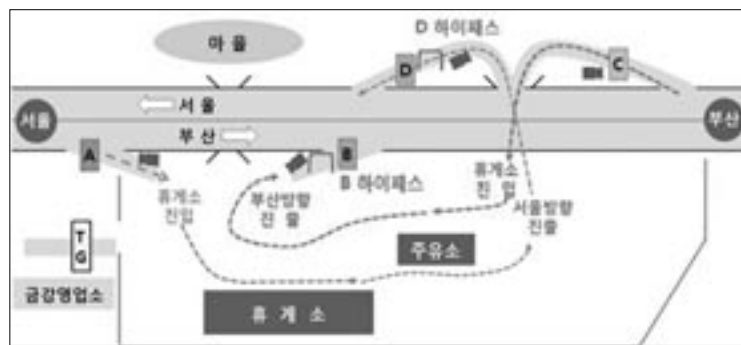 D 하이패스
마 을
D
C
서 울
서울
부산
부 산
A
B
B 하이패스
휴게소
진입
부산방향
진 출
휴게소
진 입
서울방향
진출
T
G
주유소
금강영업소
휴 게 소